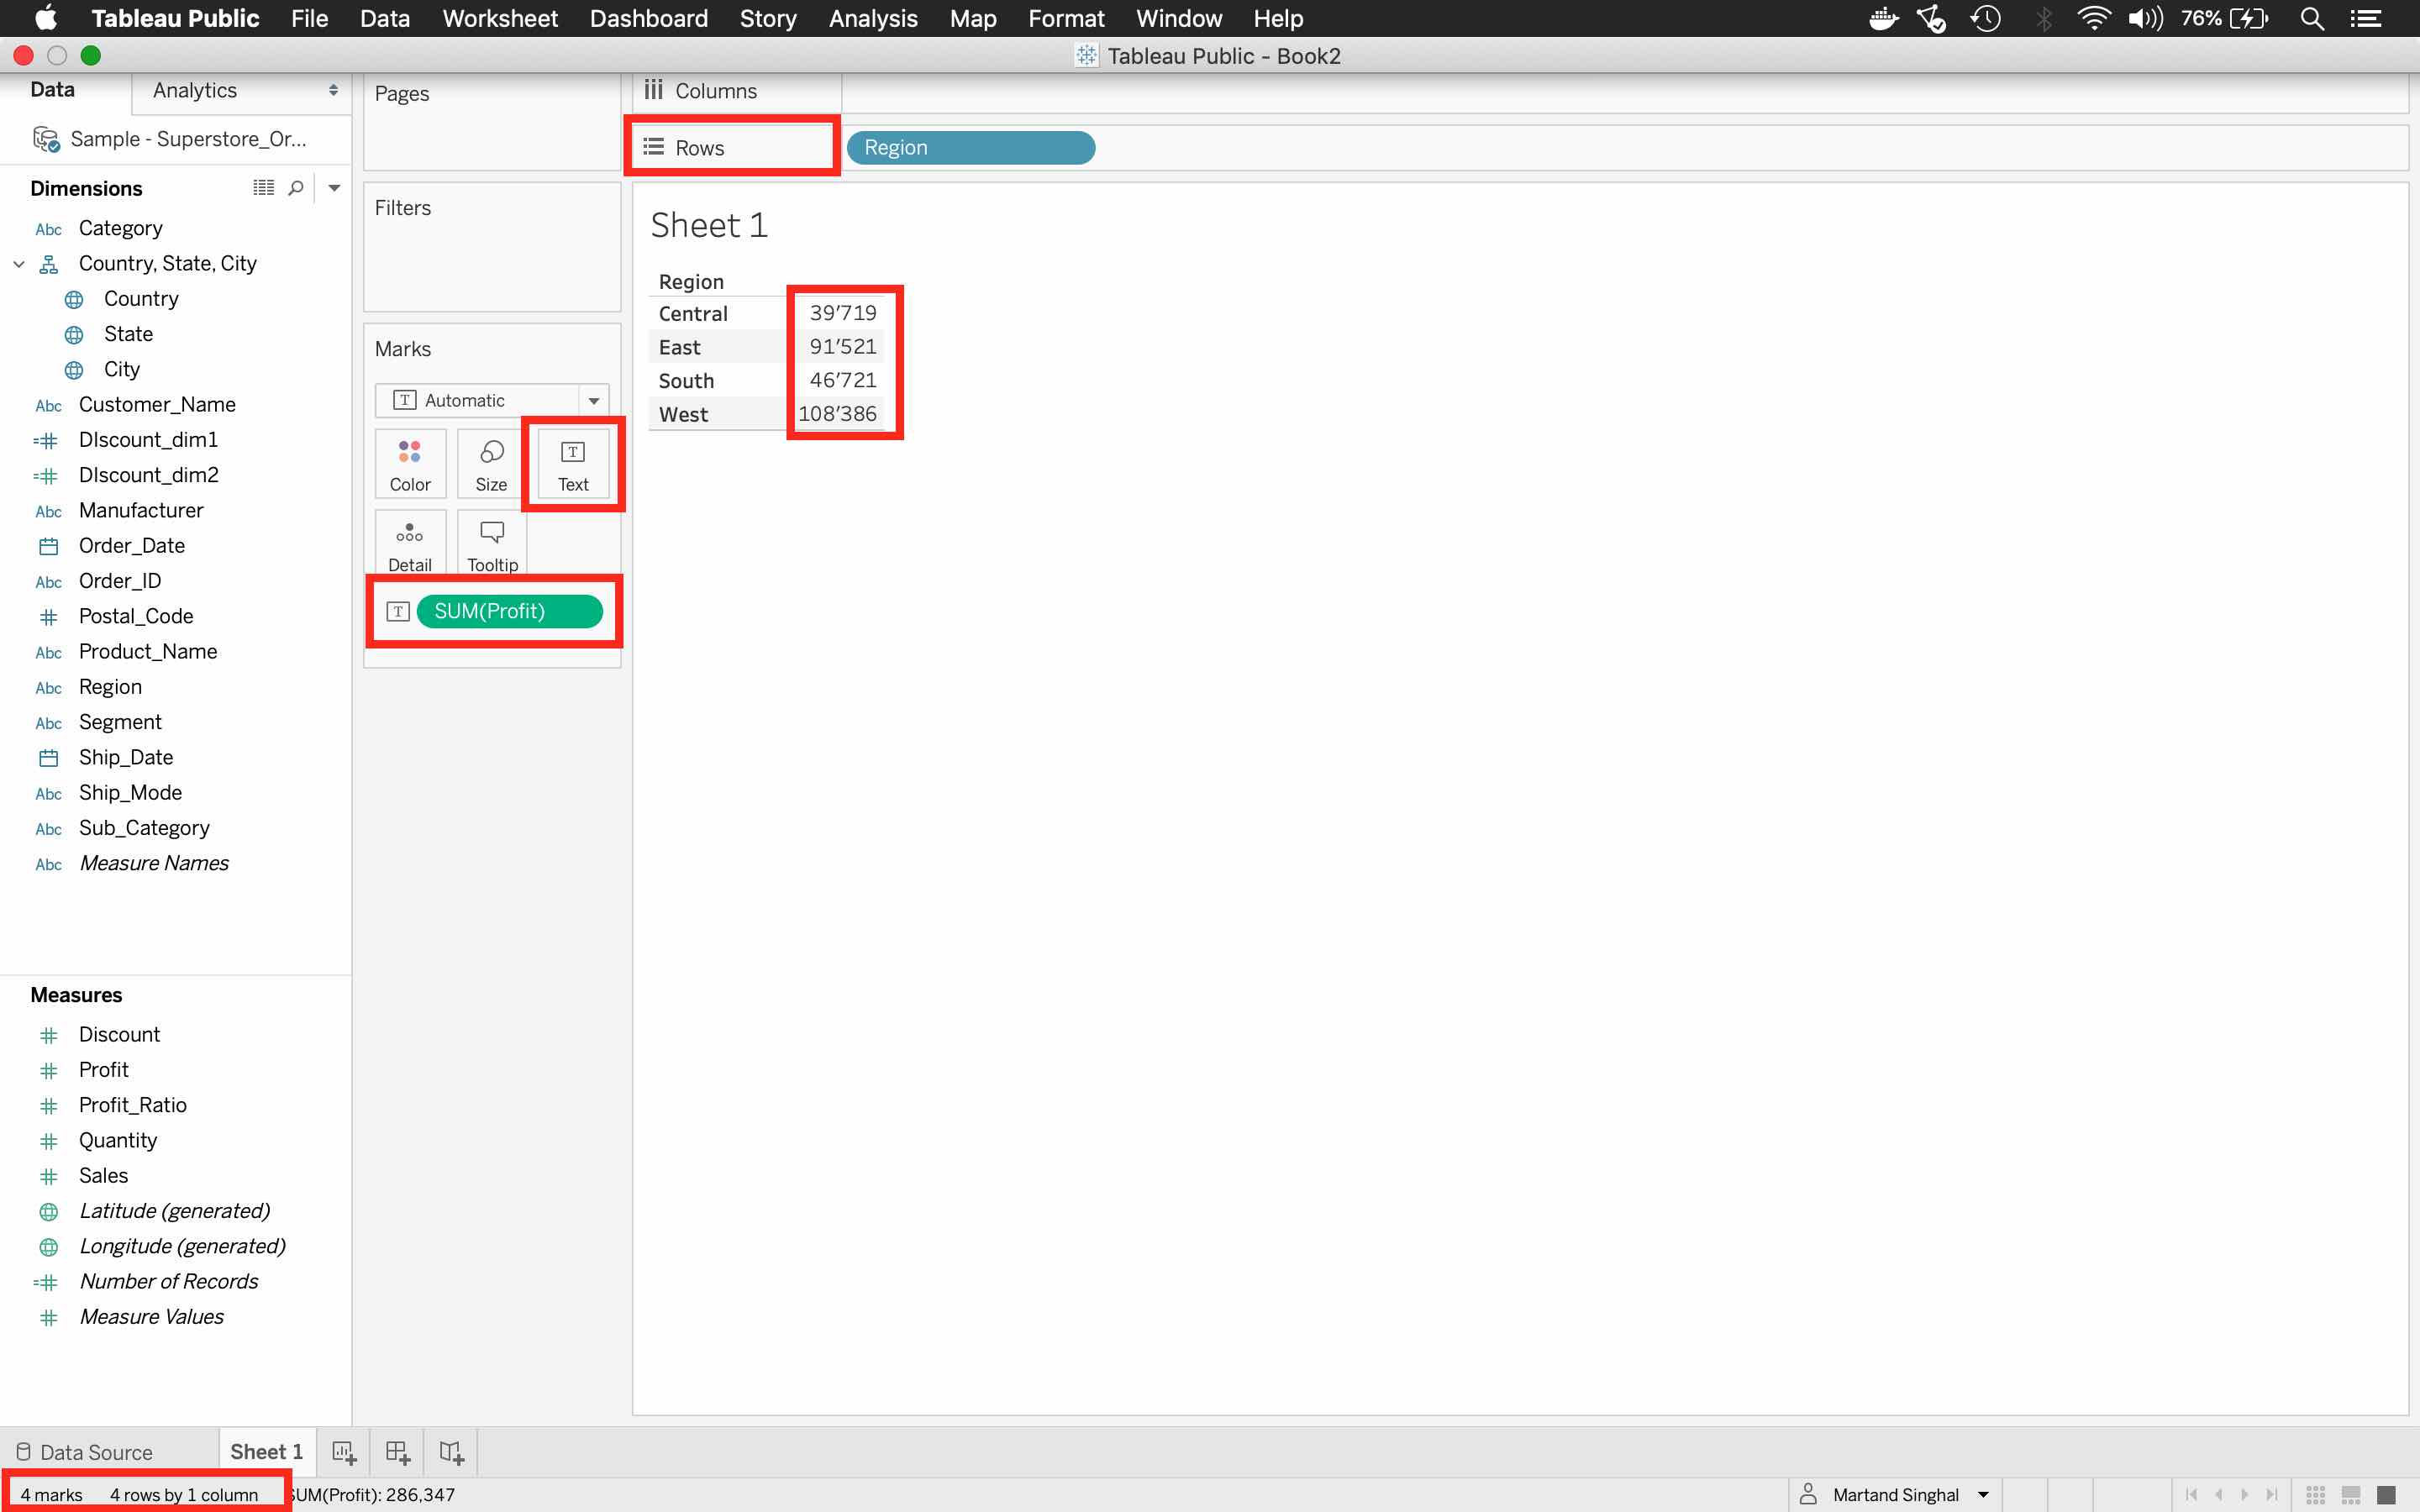 Tableau Public File Data Worksheet Dashboard Story Analysis Map Format Window Help 76%
Tableau Public - Book2
Data Analytics
Sample - Superstore_Or...
Dimensions
Abc Category
Country, State, City
Country
State
City
Abc Customer_Name
=# DIscount_dim1
=# DIscount_dim2
Abc Manufacturer
Order_Date
Abc Order_ID
# Postal_Code
Abc Product_Name
Abc Region
Abc Segment
Ship_Date
Abc Ship_Mode
Abc Sub_Category
Abc Measure Names
Measures
# Discount
# Profit
# Profit_Ratio
# Quantity
# Sales
Latitude (generated)
Longitude (generated)
=# Number of Records
# Measure Values
Pages
Filters
Marks
T Automatic
Color Size T Text
Detail Tooltip
T SUM(Profit)
Columns
Rows Region
Sheet 1
Region
Central 39’719
East 91’521
South 46’721
West 108’386
Data Source Sheet 1
4 marks 4 rows by 1 column SUM(Profit): 286,347 Martand Singhal